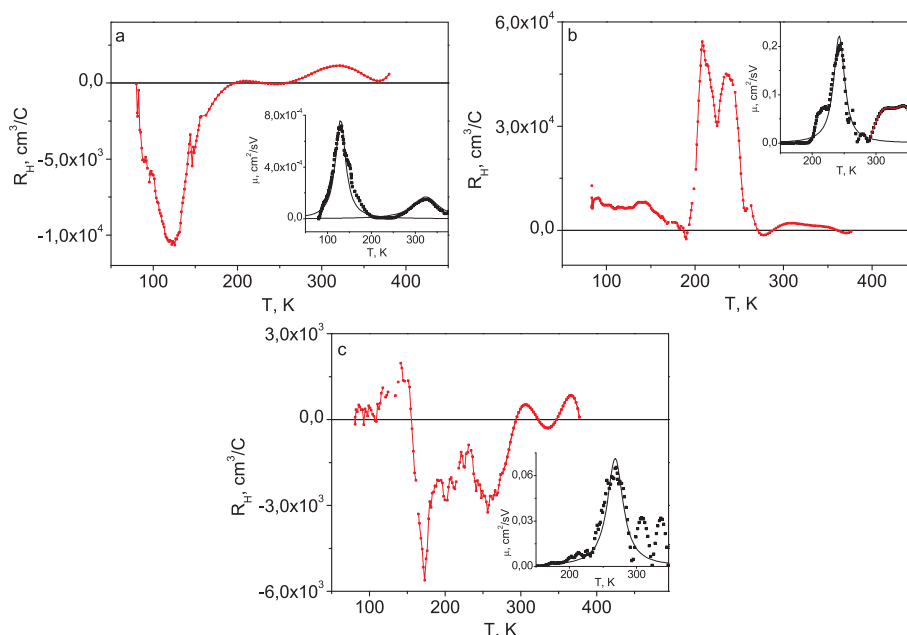 a
0,0
-5,0x10³
-1,0x10⁴
R_H, cm³/C
100 200 300 400
T, K
8,0x10⁻⁴
4,0x10⁻⁴
0,0
μ, cm²/sV
100 200 300
T, K
b
6,0x10⁴
3,0x10⁴
0,0
R_H, cm³/C
100 200 300 400
T, K
0,2
0,1
0,0
μ, cm²/sV
200 300
T, K
c
3,0x10³
0,0
-3,0x10³
-6,0x10³
R_H, cm³/C
100 200 300 400
T, K
0,06
0,03
0,00
μ, cm²/sV
200 300
T, K